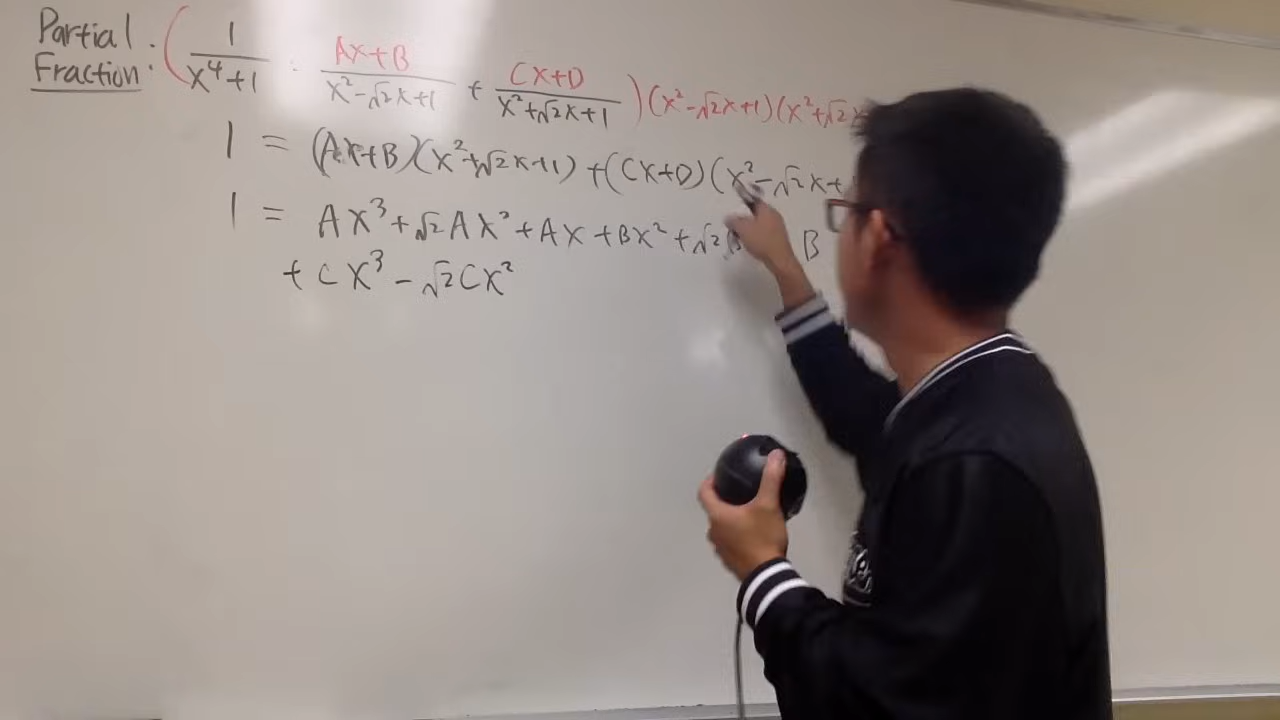 Partial Fraction: ( 1/(x⁴+1) = (Ax+B)/(x²-√2x+1) + (Cx+D)/(x²+√2x+1) ) (x²-√2x+1)(x²+√2x
1 = (Ax+B)(x²+√2x+1) + (Cx+D)(x²-√2x+
1 = Ax³+√2Ax²+Ax+Bx²+√2B B
+Cx³-√2Cx²